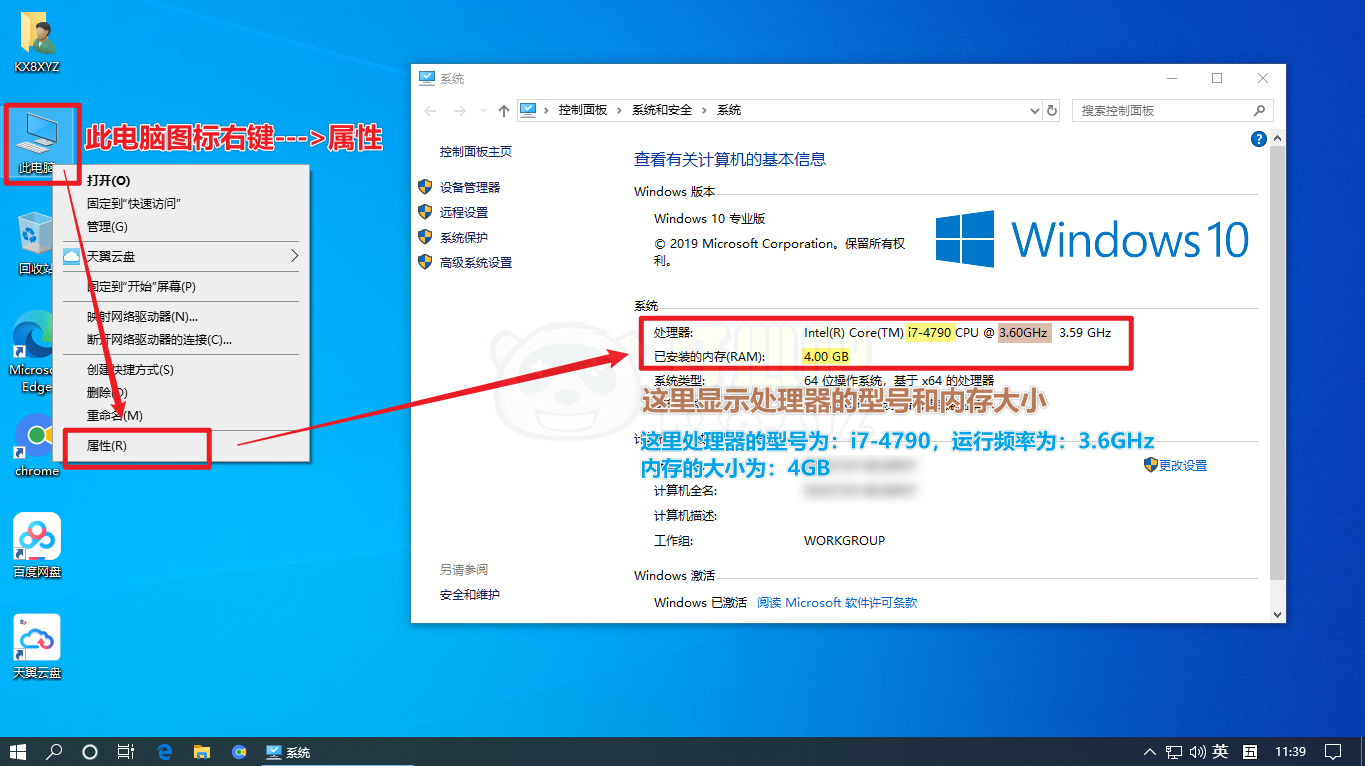 KX8XYZ
此电脑
此电脑图标右键--->属性
打开(O)
固定到"快速访问"
管理(G)
天翼云盘
固定到"开始"屏幕(P)
映射网络驱动器(N)...
断开网络驱动器的连接(C)...
创建快捷方式(S)
删除(D)
重命名(M)
属性(R)
回收站
Microsoft
Edge
chrome
百度网盘
天翼云盘
系统
控制面板 系统和安全 系统
搜索控制面板
控制面板主页
设备管理器
远程设置
系统保护
高级系统设置
另请参阅
安全和维护
查看有关计算机的基本信息
Windows 版本
Windows 10 专业版
© 2019 Microsoft Corporation。保留所有权
利。
Windows 10
系统
处理器: Intel(R) Core(TM) i7-4790 CPU @ 3.60GHz 3.59 GHz
已安装的内存(RAM): 4.00 GB
系统类型: 64 位操作系统，基于 x64 的处理器
这里显示处理器的型号和内存大小
这里处理器的型号为：i7-4790，运行频率为：3.6GHz
内存的大小为：4GB
更改设置
计算机全名:
计算机描述:
工作组: WORKGROUP
Windows 激活
Windows 已激活 阅读 Microsoft 软件许可条款
系统
英
五
11:39